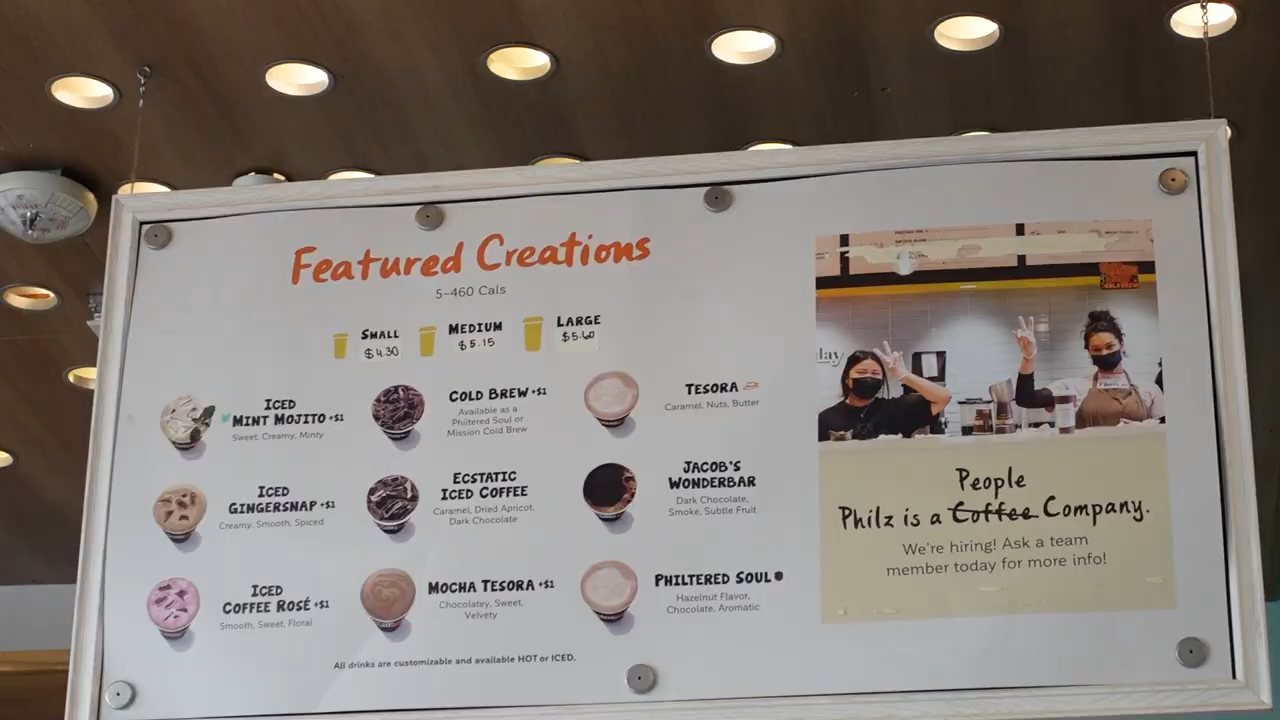 Featured Creations
5–460 Cals
SMALL
$4.30
MEDIUM
$5.15
LARGE
$5.60
ICED
MINT MOJITO +$1
Sweet, Creamy, Minty
COLD BREW +$1
Available as a
Philtered Soul or
Mission Cold Brew
TESORA
Caramel, Nuts, Butter
ICED
GINGERSNAP +$1
Creamy, Smooth, Spiced
ECSTATIC
ICED COFFEE
Caramel, Dried Apricot,
Dark Chocolate
JACOB'S
WONDERBAR
Dark Chocolate,
Smoke, Subtle Fruit
ICED
COFFEE ROSÉ +$1
Smooth, Sweet, Floral
MOCHA TESORA +$1
Chocolatey, Sweet,
Velvety
PHILTERED SOUL
Hazelnut Flavor,
Chocolate, Aromatic
All drinks are customizable and available HOT or ICED.
People
Philz is a Coffee Company.
We're hiring! Ask a team
member today for more info!